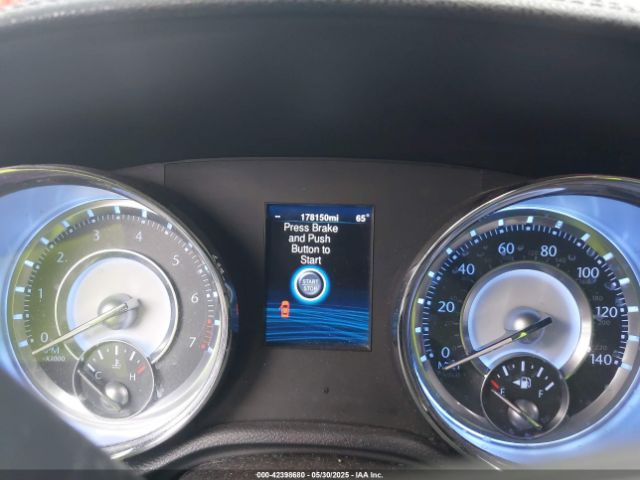 178150mi 65°
Press Brake
and Push
Button to
Start
START
STOP
0 1 2 3 4 5 6 7
C H
0 20 40 60 80 100 120 140
F
000-42398680 - 05/30/2025 - IAA Inc.